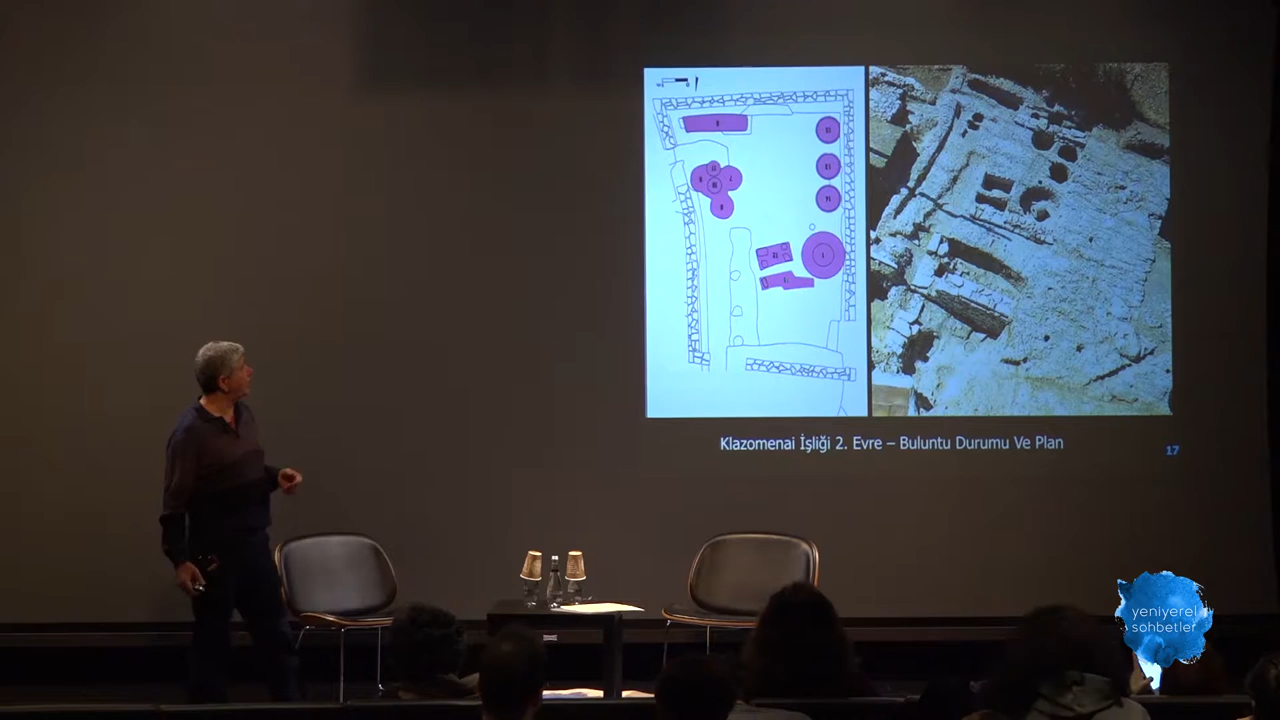 Klazomenai İşliği 2. Evre – Buluntu Durumu Ve Plan
17
yeniyerel
sohbetler